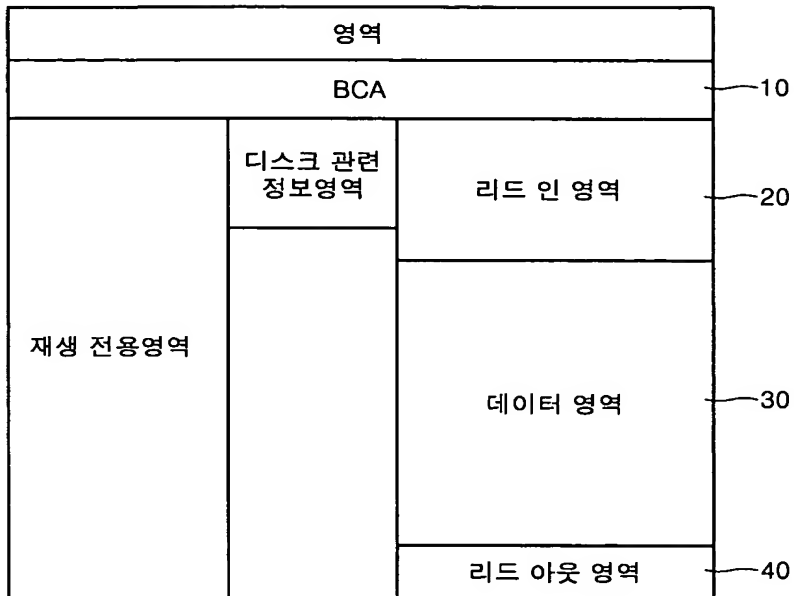 영역
BCA
10
디스크 관련
정보영역
리드 인 영역
20
재생 전용영역
데이터 영역
30
리드 아웃 영역
40